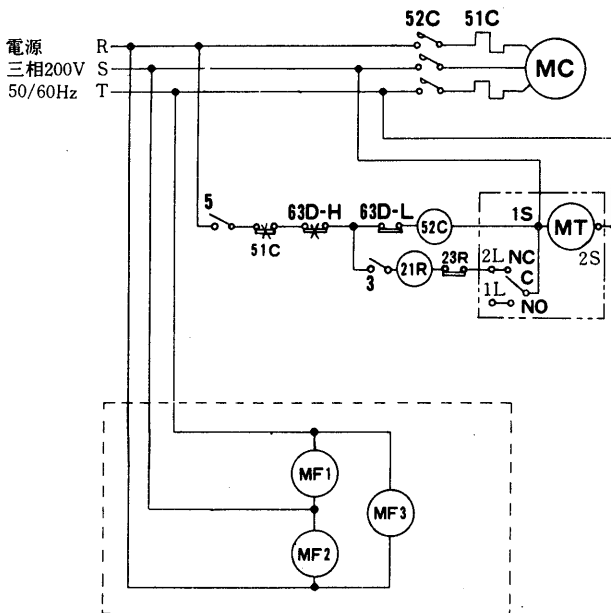 52C 51C
電源 R
三相200V S
50/60Hz T
MC
5
51C
63D-H
63D-L
52C
1S
MT
2S
3
21R
23R
2L NC
C
1L
NO
MF1
MF2
MF3